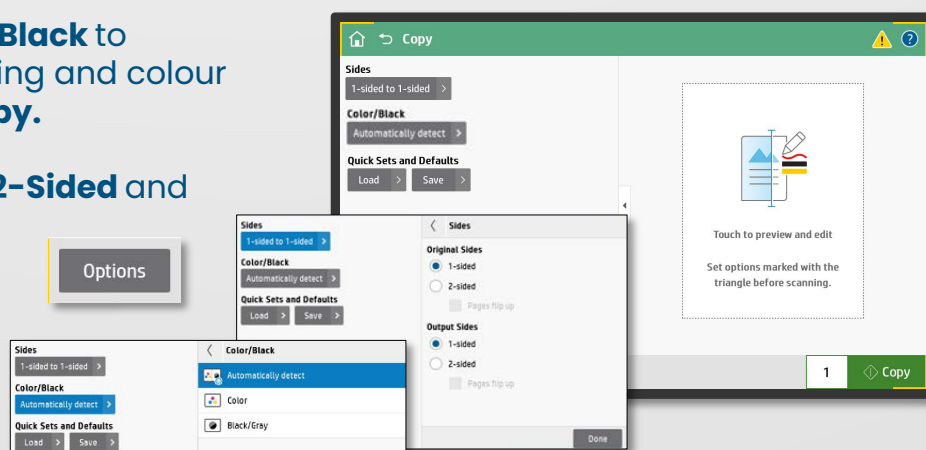 Black to
ing and colour
py.
2-Sided and
Options
Copy
Sides
1-sided to 1-sided >
Color/Black
Automatically detect >
Quick Sets and Defaults
Load >
Save >
Touch to preview and edit
Set options marked with the
triangle before scanning.
1
Copy
Sides
1-sided to 1-sided >
Color/Black
Automatically detect >
Quick Sets and Defaults
Load >
Save >
Sides
Original Sides
1-sided
2-sided
Pages flip up
Output Sides
1-sided
2-sided
Pages flip up
Done
Sides
1-sided to 1-sided >
Color/Black
Automatically detect >
Quick Sets and Defaults
Load >
Save >
Color/Black
Automatically detect
Color
Black/Gray